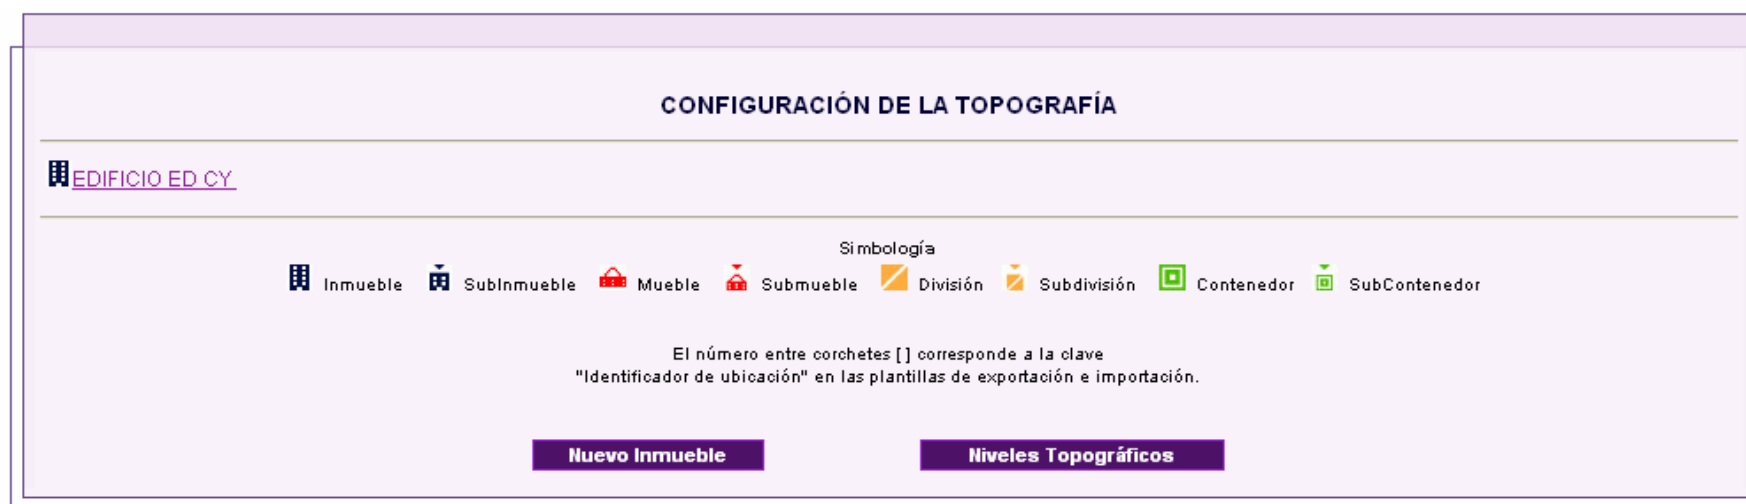 CONFIGURACIÓN DE LA TOPOGRAFÍA
EDIFICIO ED CY
Simbología
Inmueble SubInmueble Mueble Submueble División Subdivisión Contenedor SubContenedor
El número entre corchetes [ ] corresponde a la clave
"Identificador de ubicación" en las plantillas de exportación e importación.
Nuevo Inmueble Niveles Topográficos